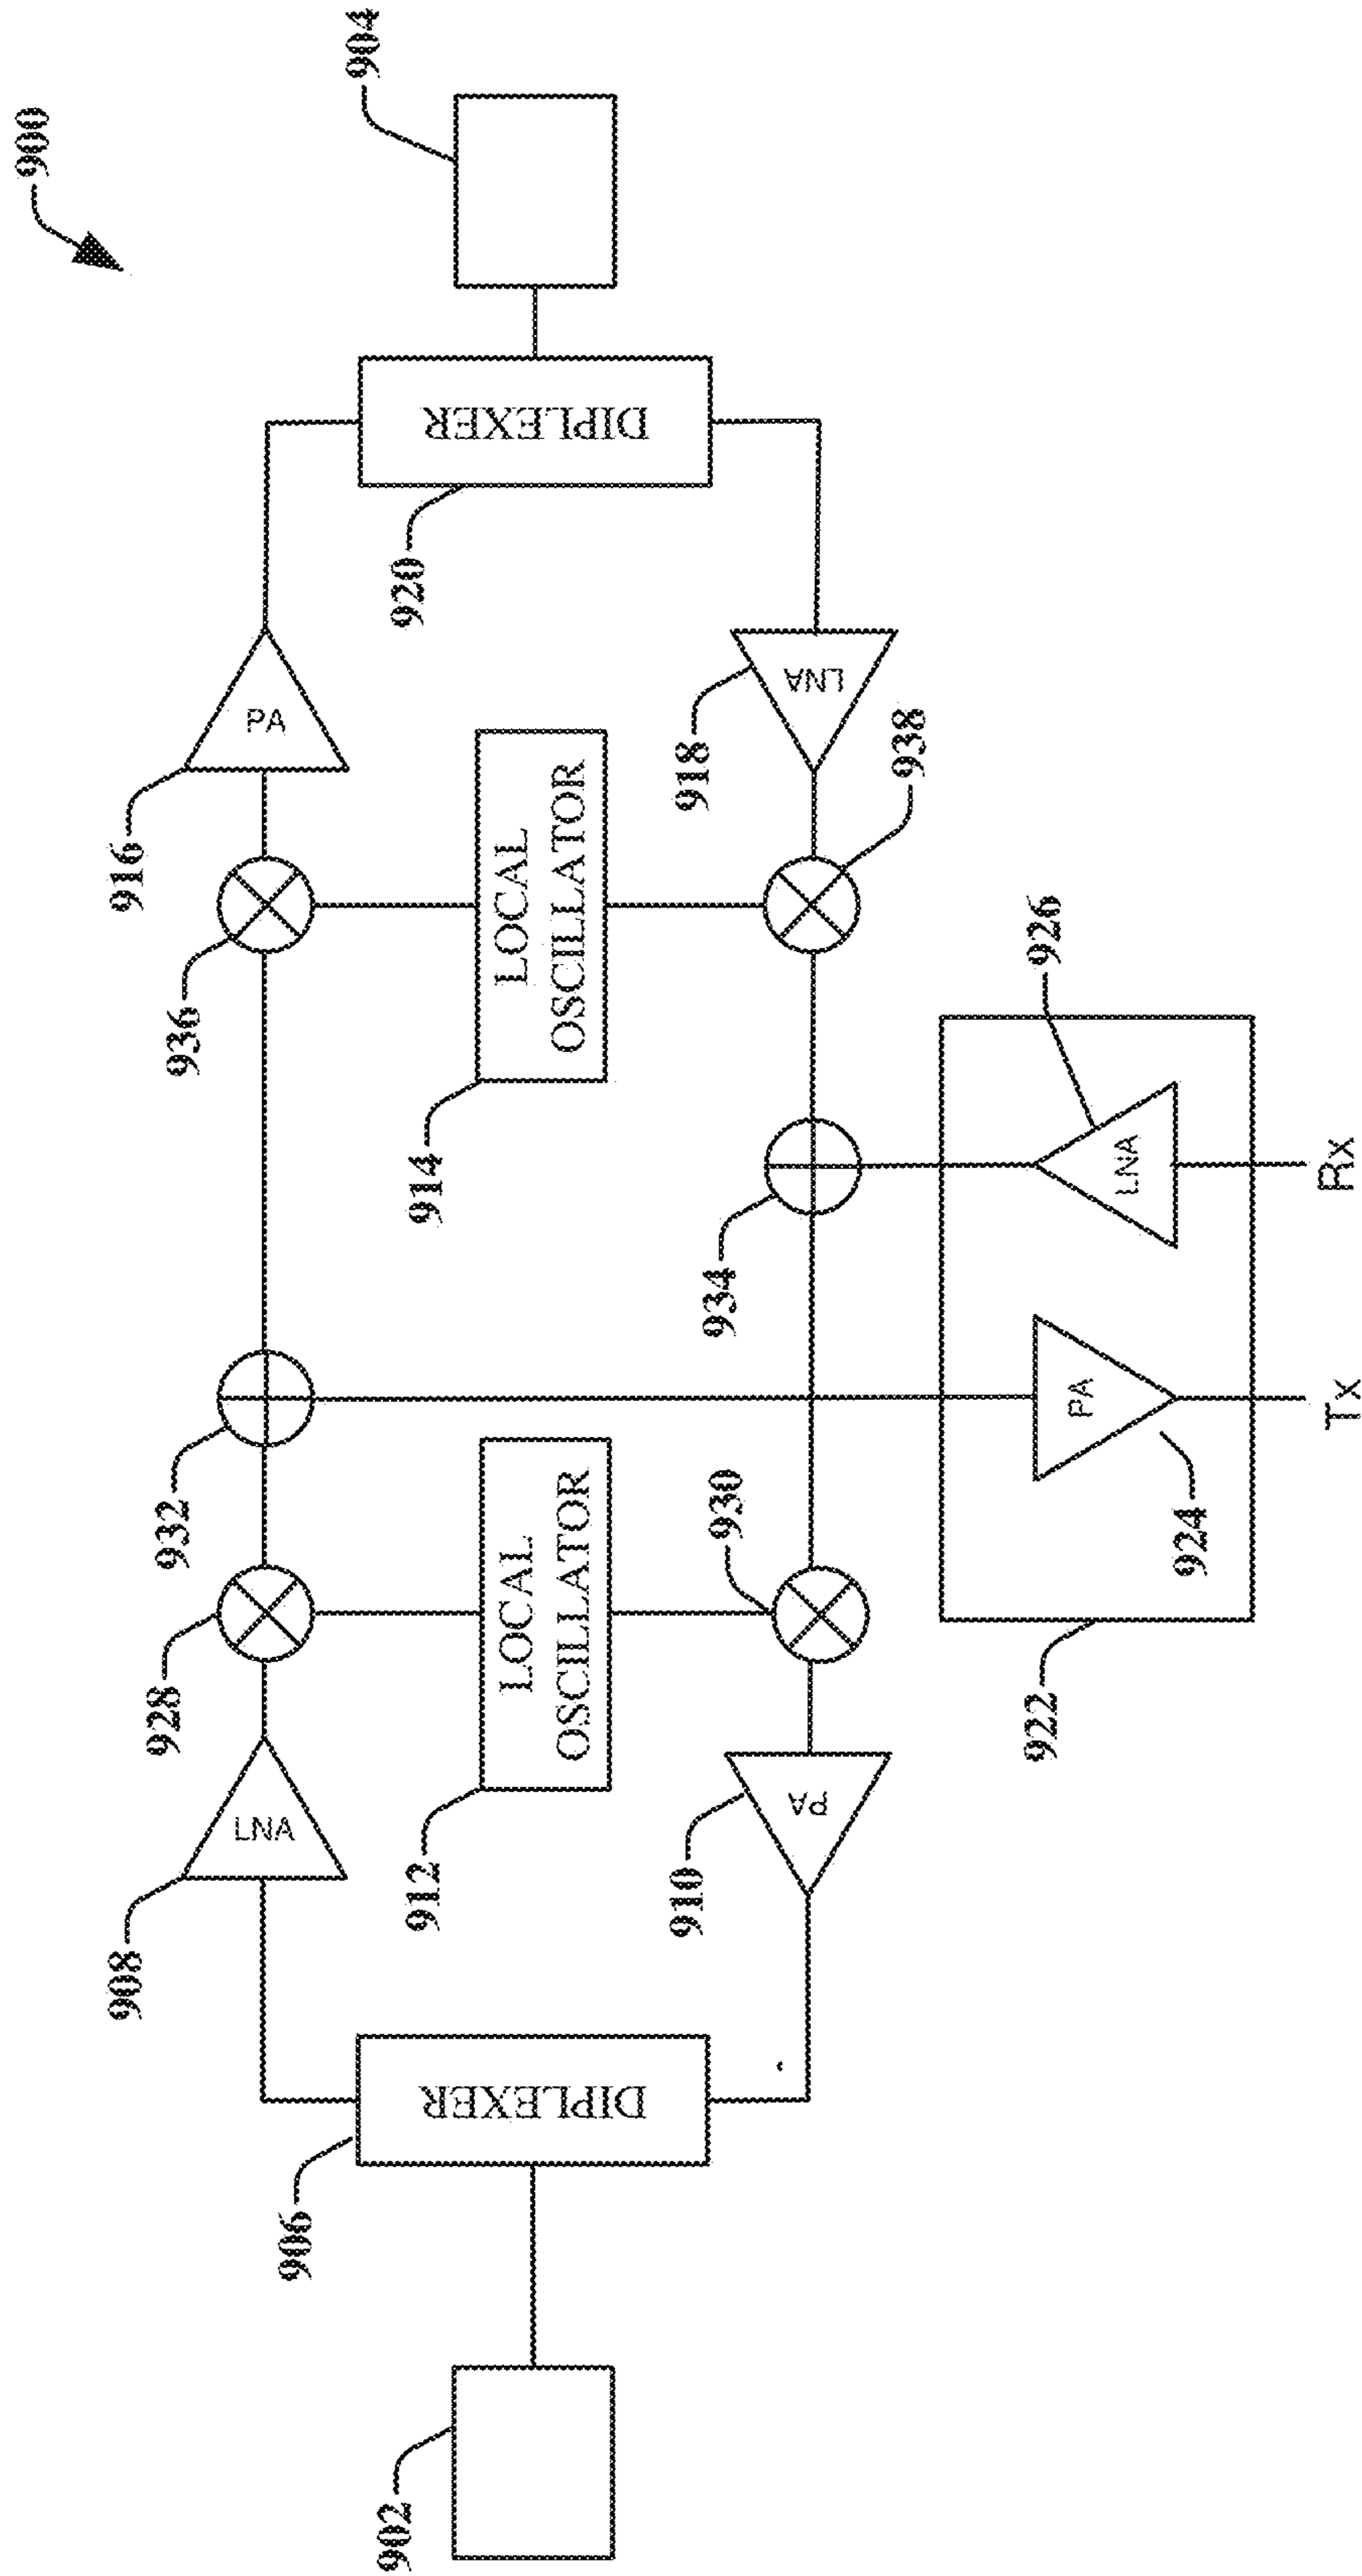 900
902
904
906
DIPLEXER
908
LNA
928
932
936
916
PA
920
DIPLEXER
912
LOCAL
OSCILLATOR
914
LOCAL
OSCILLATOR
910
PA
930
934
938
918
LNA
922
924
PA
926
LNA
Tx
Rx